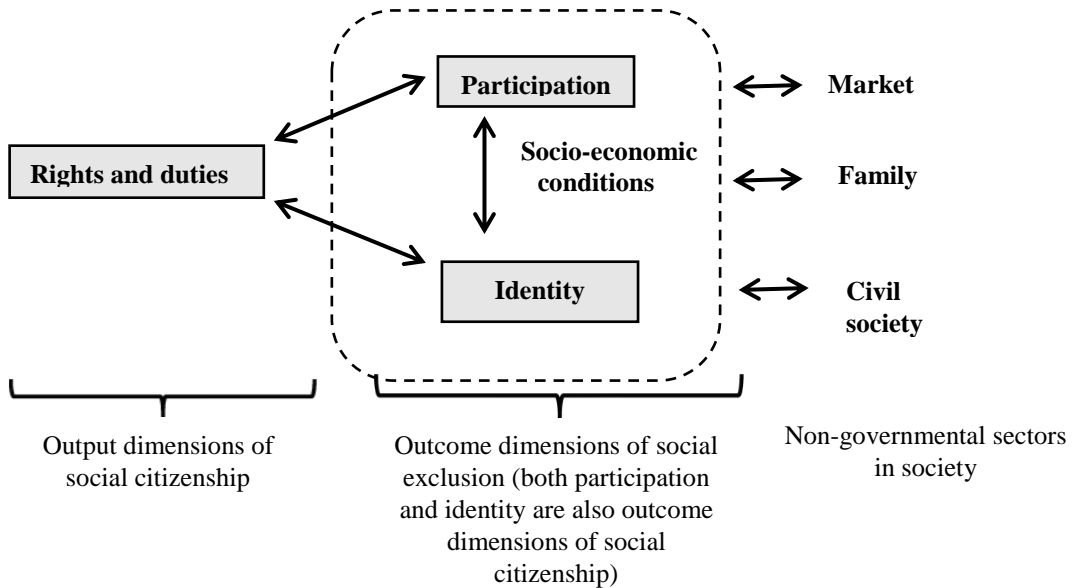 Participation
Market
Rights and duties
Socio-economic
conditions
Family
Identity
Civil
society
Output dimensions of
social citizenship
Outcome dimensions of social
exclusion (both participation
and identity are also outcome
dimensions of social
citizenship)
Non-governmental sectors
in society